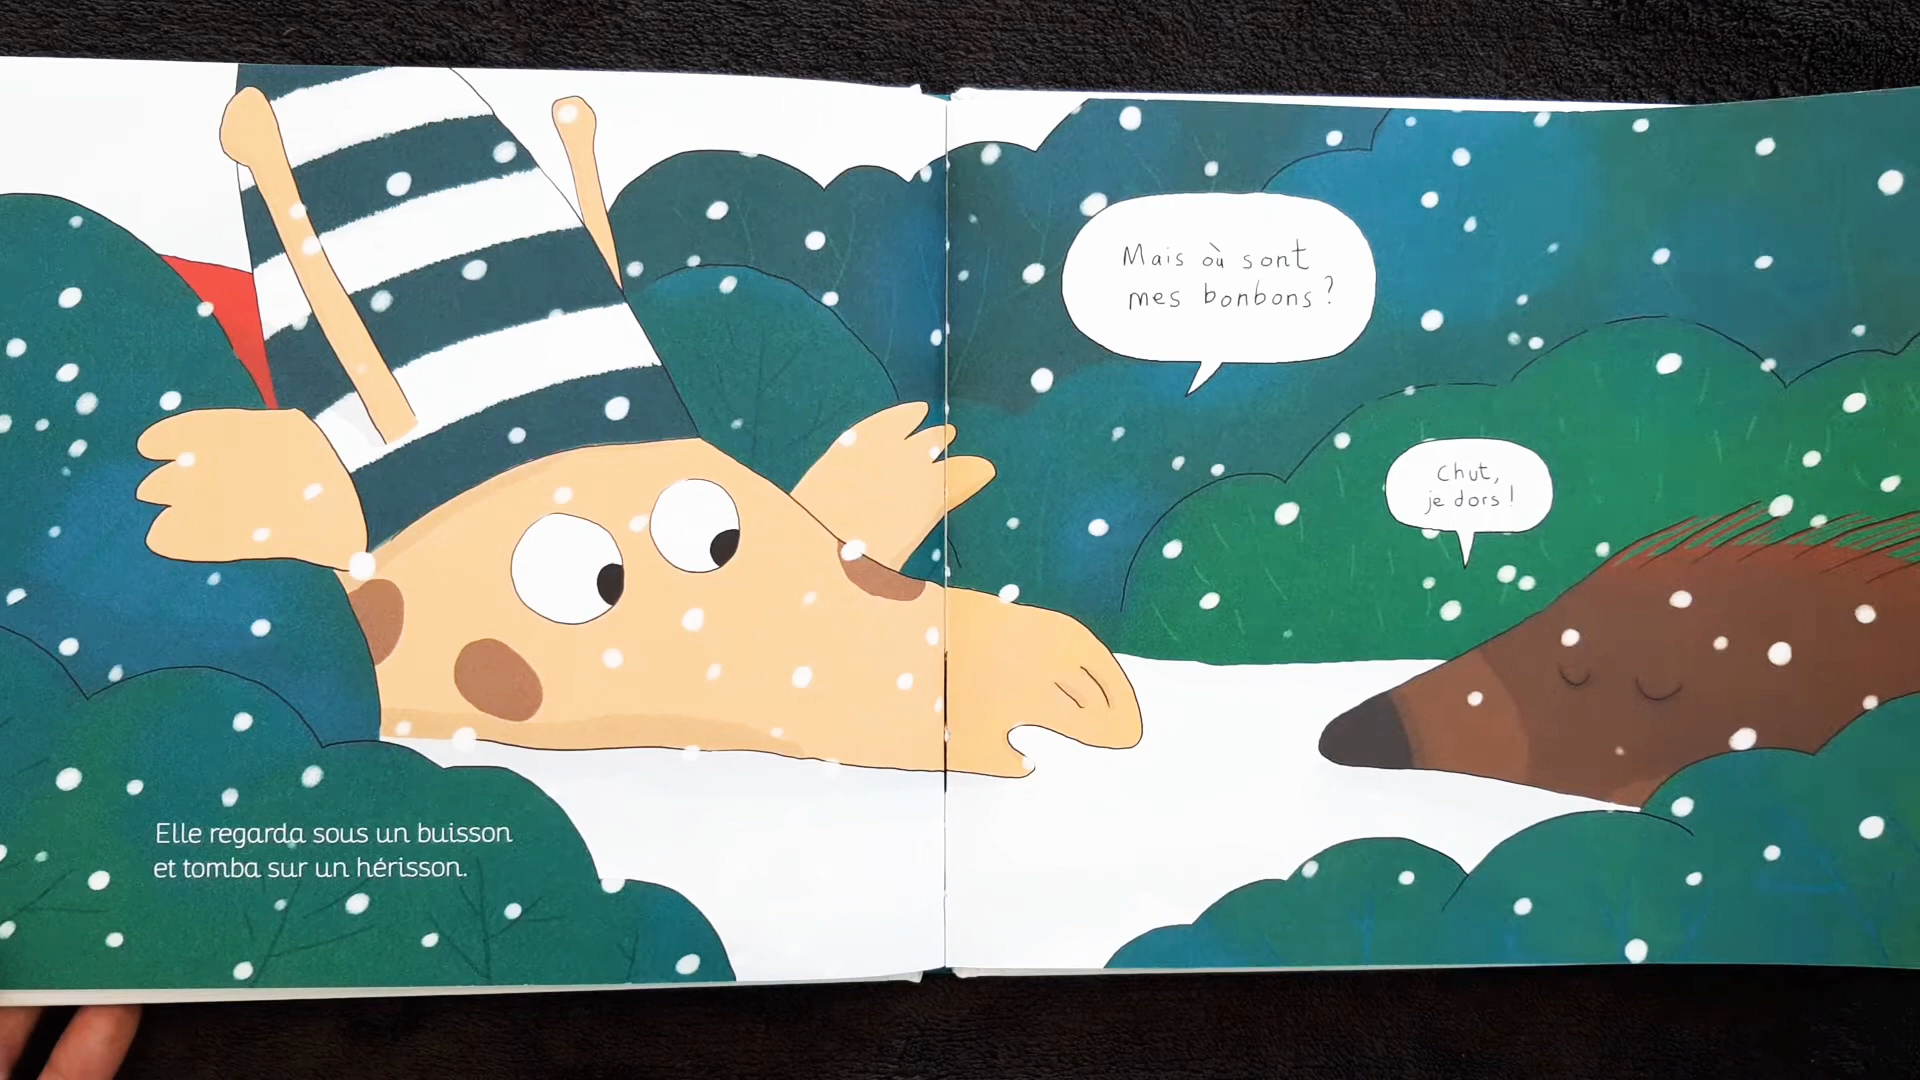 Elle regarda sous un buisson
et tomba sur un hérisson.
Mais où sont
mes bonbons ?
Chut,
je dors !